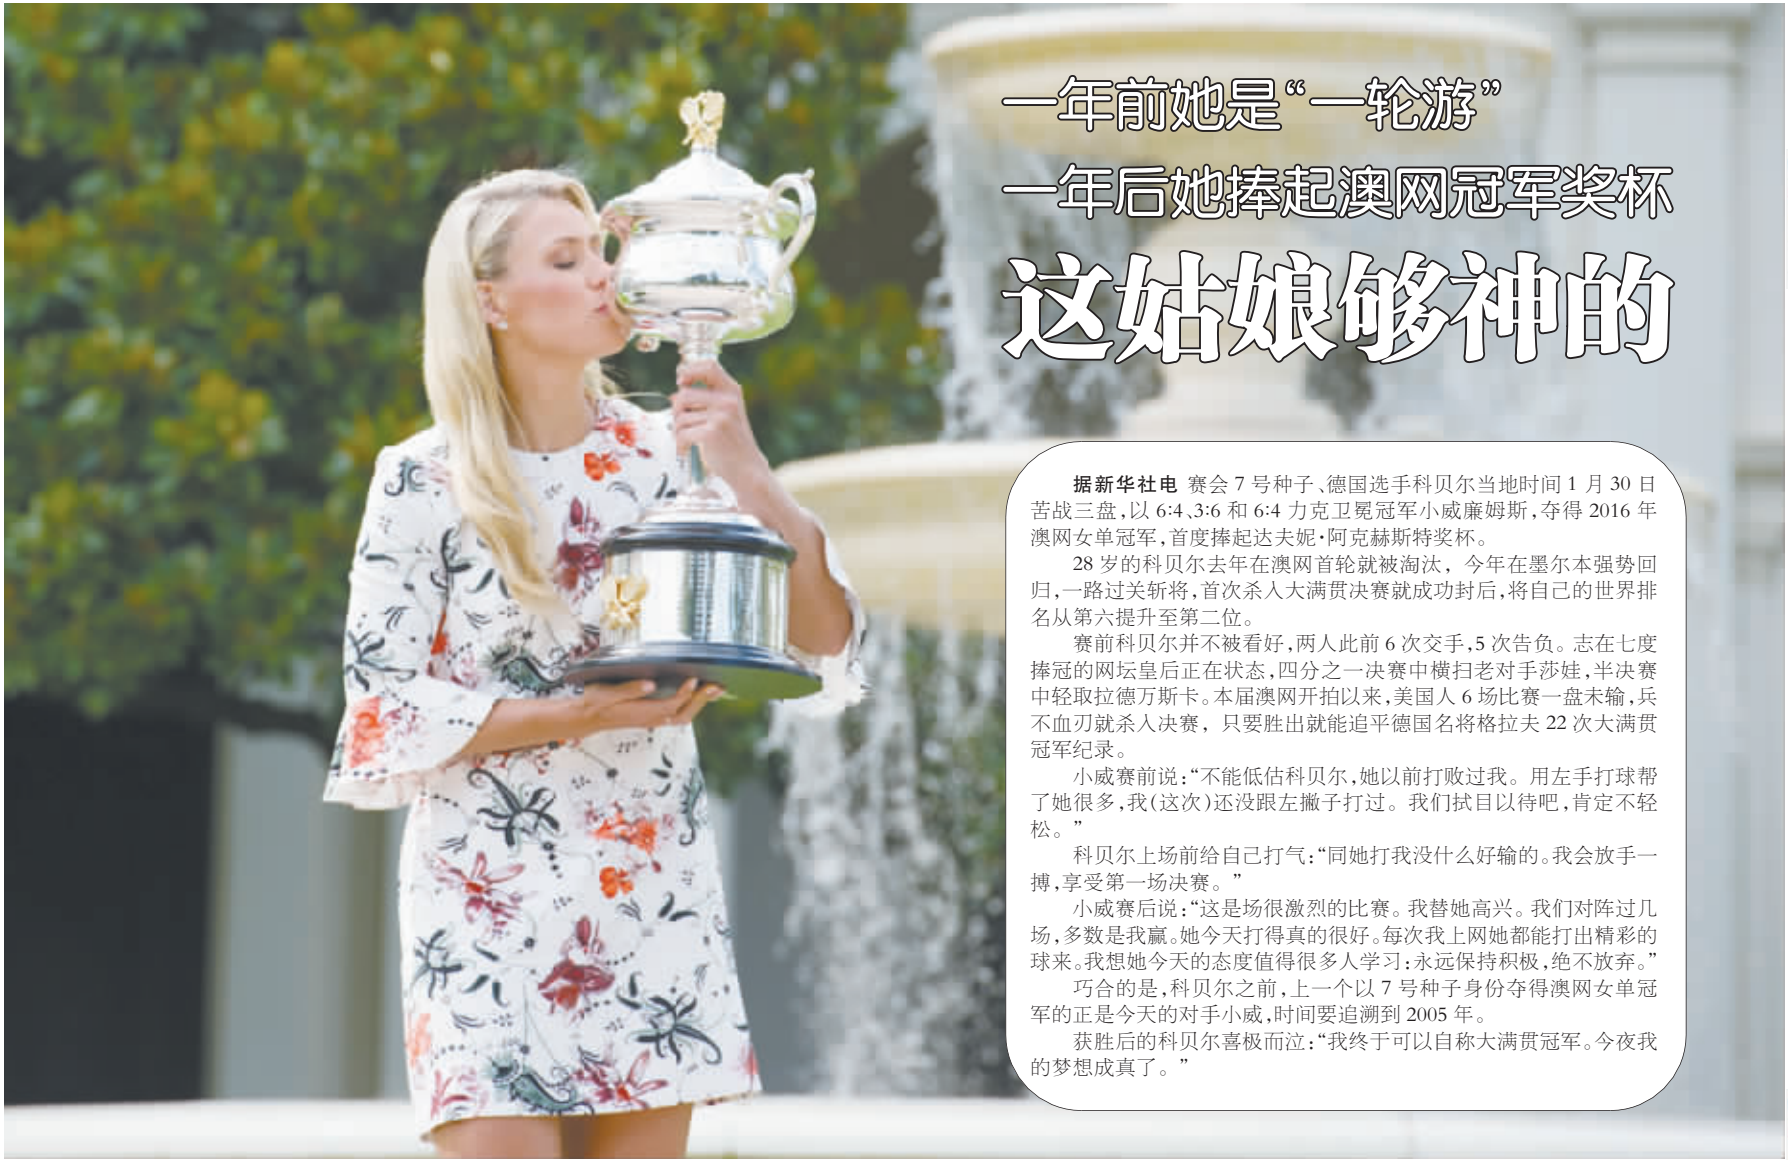 一年前她是“一轮游”
一年后她捧起澳网冠军奖杯
这姑娘够神的
据新华社电 赛会 7 号种子、德国选手科贝尔当地时间 1 月 30 日
苦战三盘,以 6:4、3:6 和 6:4 力克卫冕冠军小威廉姆斯,夺得 2016 年
澳网女单冠军,首度捧起达夫妮·阿克赫斯特奖杯。
28 岁的科贝尔去年在澳网首轮就被淘汰, 今年在墨尔本强势回
归,一路过关斩将,首次杀入大满贯决赛就成功封后,将自己的世界排
名从第六提升至第二位。
赛前科贝尔并不被看好,两人此前 6 次交手,5 次告负。志在七度
捧冠的网坛皇后正在状态,四分之一决赛中横扫老对手莎娃,半决赛
中轻取拉德万斯卡。本届澳网开拍以来,美国人 6 场比赛一盘未输,兵
不血刃就杀入决赛, 只要胜出就能追平德国名将格拉夫 22 次大满贯
冠军纪录。
小威赛前说:“不能低估科贝尔,她以前打败过我。用左手打球帮
了她很多,我(这次)还没跟左撇子打过。我们拭目以待吧,肯定不轻
松。”
科贝尔上场前给自己打气:“同她打我没什么好输的。我会放手一
搏,享受第一场决赛。”
小威赛后说:“这是场很激烈的比赛。我替她高兴。我们对阵过几
场,多数是我赢。她今天打得真的很好。每次我上网她都能打出精彩的
球来。我想她今天的态度值得很多人学习:永远保持积极,绝不放弃。”
巧合的是,科贝尔之前,上一个以 7 号种子身份夺得澳网女单冠
军的正是今天的对手小威,时间要追溯到 2005 年。
获胜后的科贝尔喜极而泣:“我终于可以自称大满贯冠军。今夜我
的梦想成真了。”